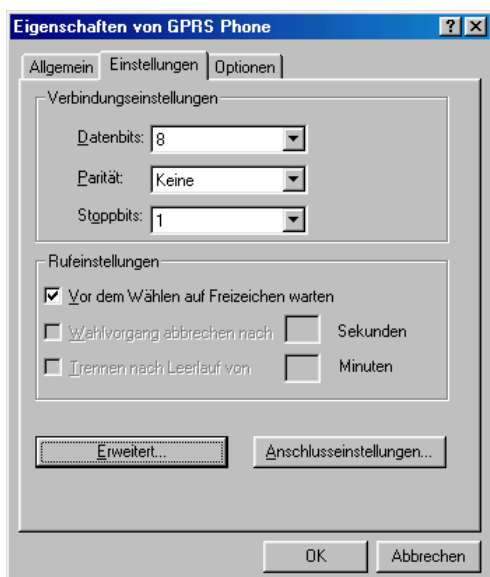 Eigenschaften von GPRS Phone
Allgemein Einstellungen Optionen
Verbindungseinstellungen
Datenbits: 8
Parität: Keine
Stoppbits: 1
Rufeinstellungen
Vor dem Wählen auf Freizeichen warten
Wahlvorgang abbrechen nach Sekunden
Trennen nach Leerlauf von Minuten
Erweitert... Anschlusseinstellungen...
OK Abbrechen